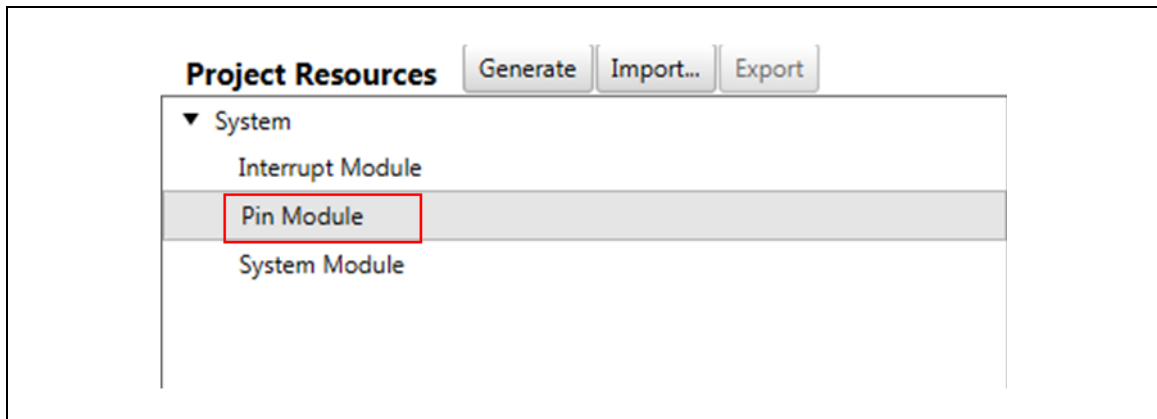 Project Resources Generate Import... Export
System
Interrupt Module
Pin Module
System Module